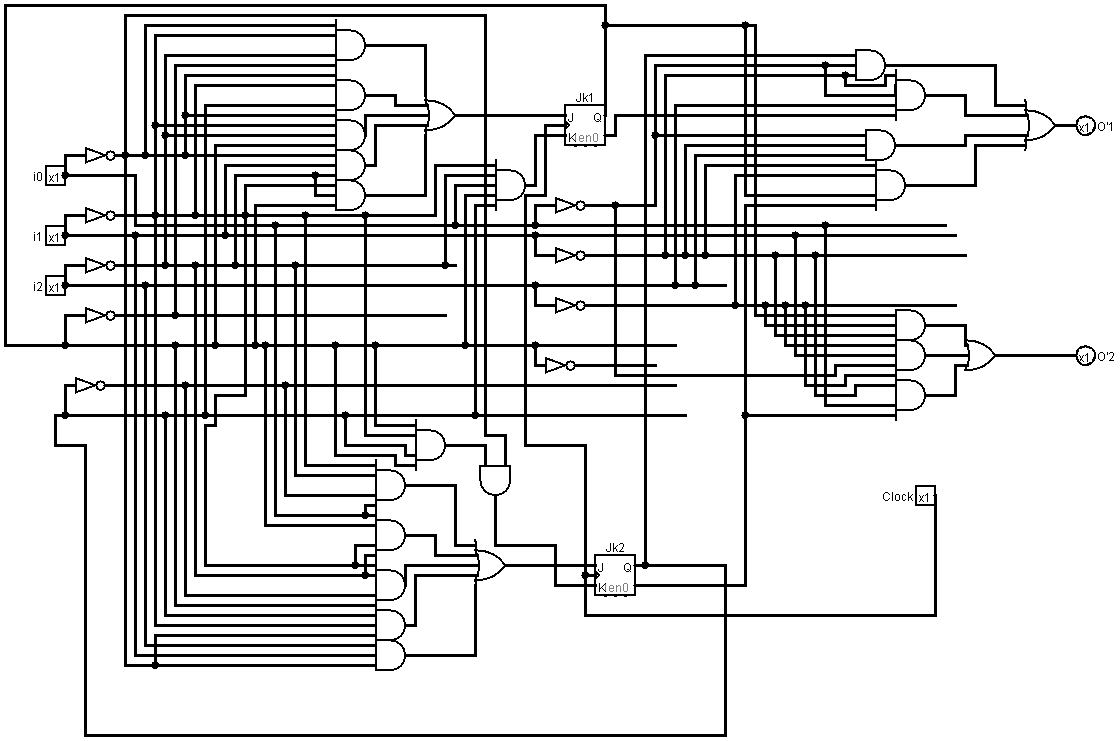 Jk1
J Q
K en0
O'1
x1
i0 x1
i1 x1
i2 x1
O'2
x1
Clock x1
Jk2
J Q
K en0